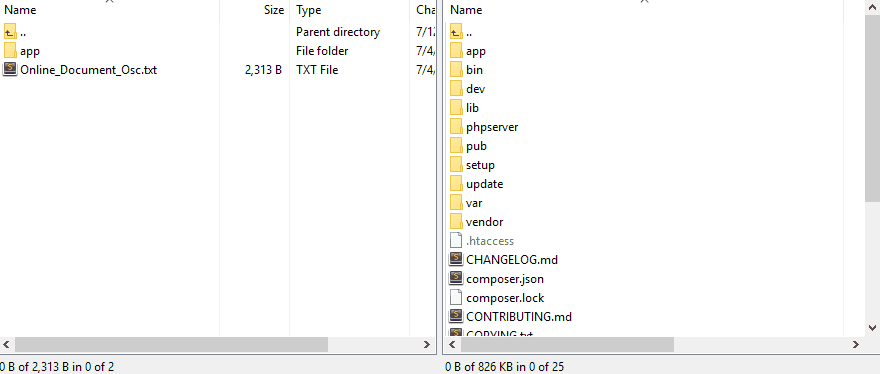 Name Size Type Cha
.. Parent directory 7/12
app File folder 7/4/
Online_Document_Osc.txt 2,313 B TXT File 7/4/
0 B of 2,313 B in 0 of 2
Name
..
app
bin
dev
lib
phpserver
pub
setup
update
var
vendor
.htaccess
CHANGELOG.md
composer.json
composer.lock
CONTRIBUTING.md
COPYING.txt
0 B of 826 KB in 0 of 25